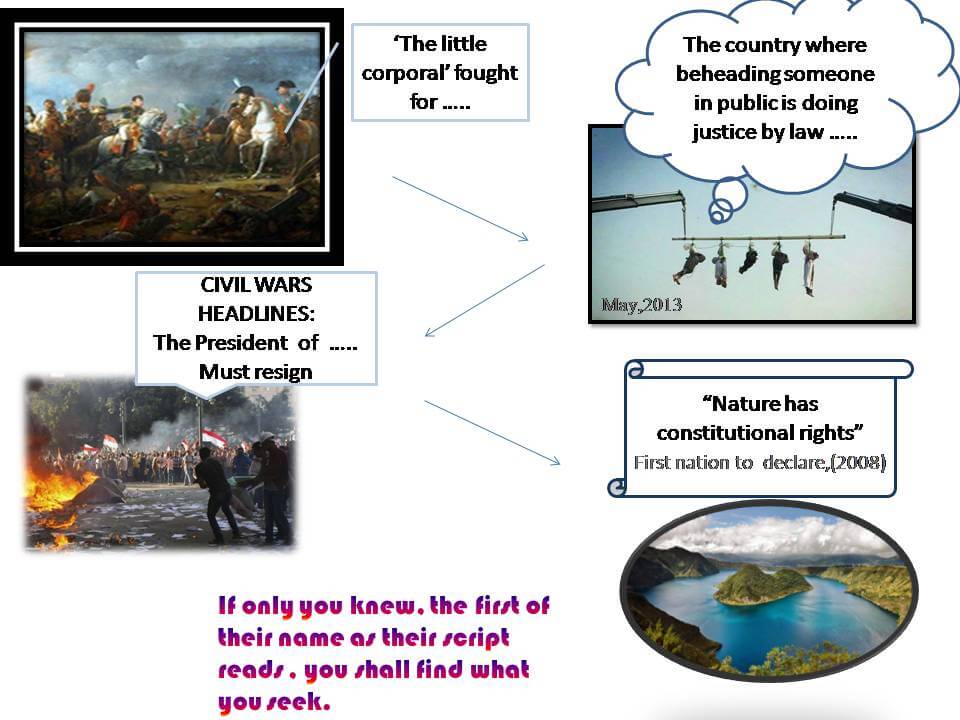 ‘The little
corporal’ fought
for .....
The country where
beheading someone
in public is doing
justice by law .....
May,2013
CIVIL WARS
HEADLINES:
The President of .....
Must resign
“Nature has
constitutional rights”
First nation to declare,(2008)
If only you knew, the first of
their name as their script
reads , you shall find what
you seek.